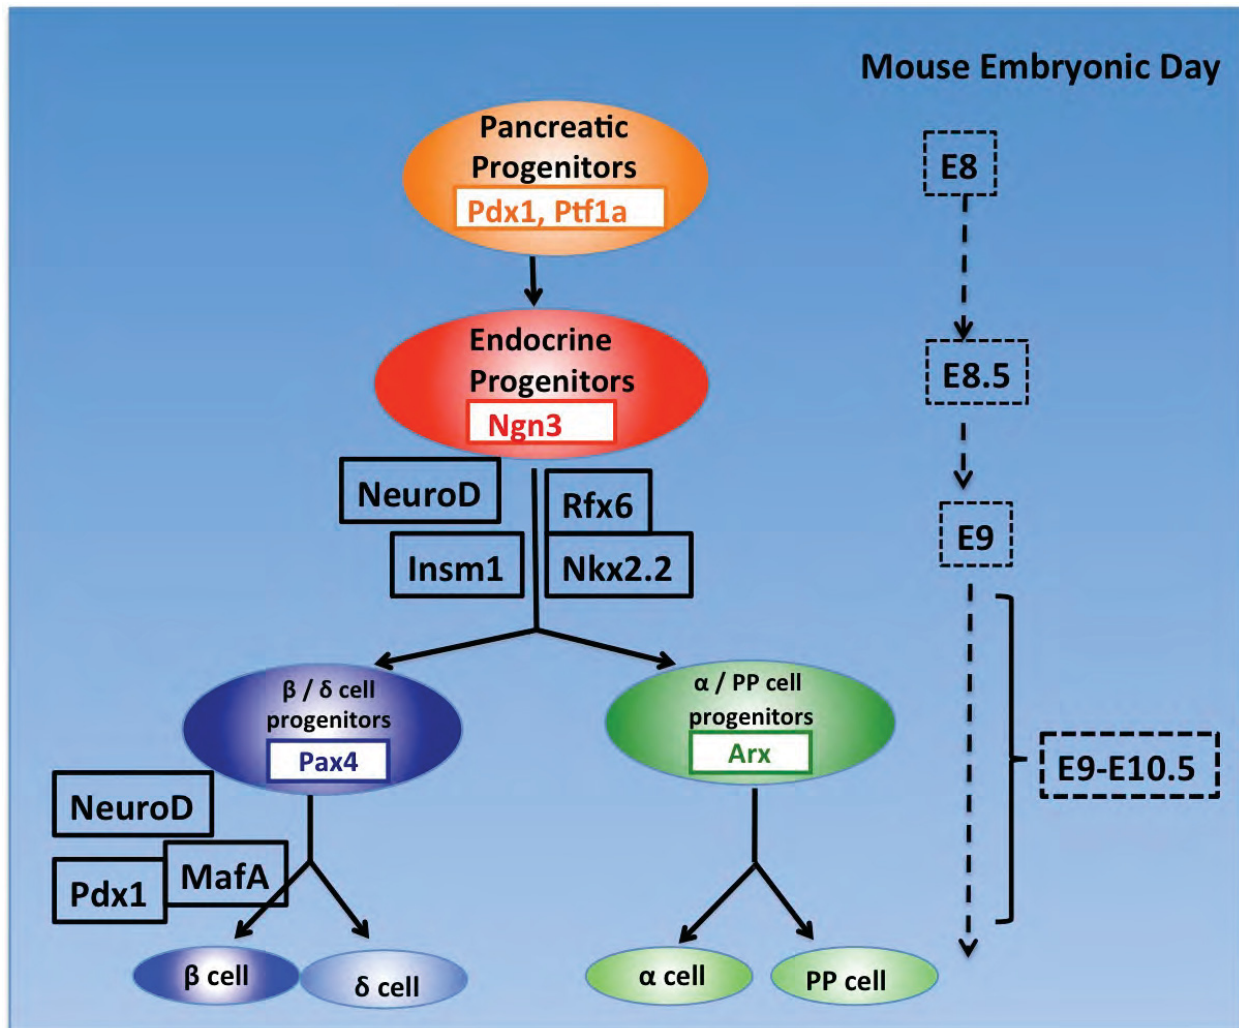 Mouse Embryonic Day
Pancreatic
Progenitors
Pdx1, Ptf1a
E8
Endocrine
Progenitors
Ngn3
E8.5
NeuroD
Rfx6
Insm1
Nkx2.2
E9
β / δ cell
progenitors
Pax4
α / PP cell
progenitors
Arx
E9-E10.5
NeuroD
Pdx1
MafA
β cell
δ cell
α cell
PP cell